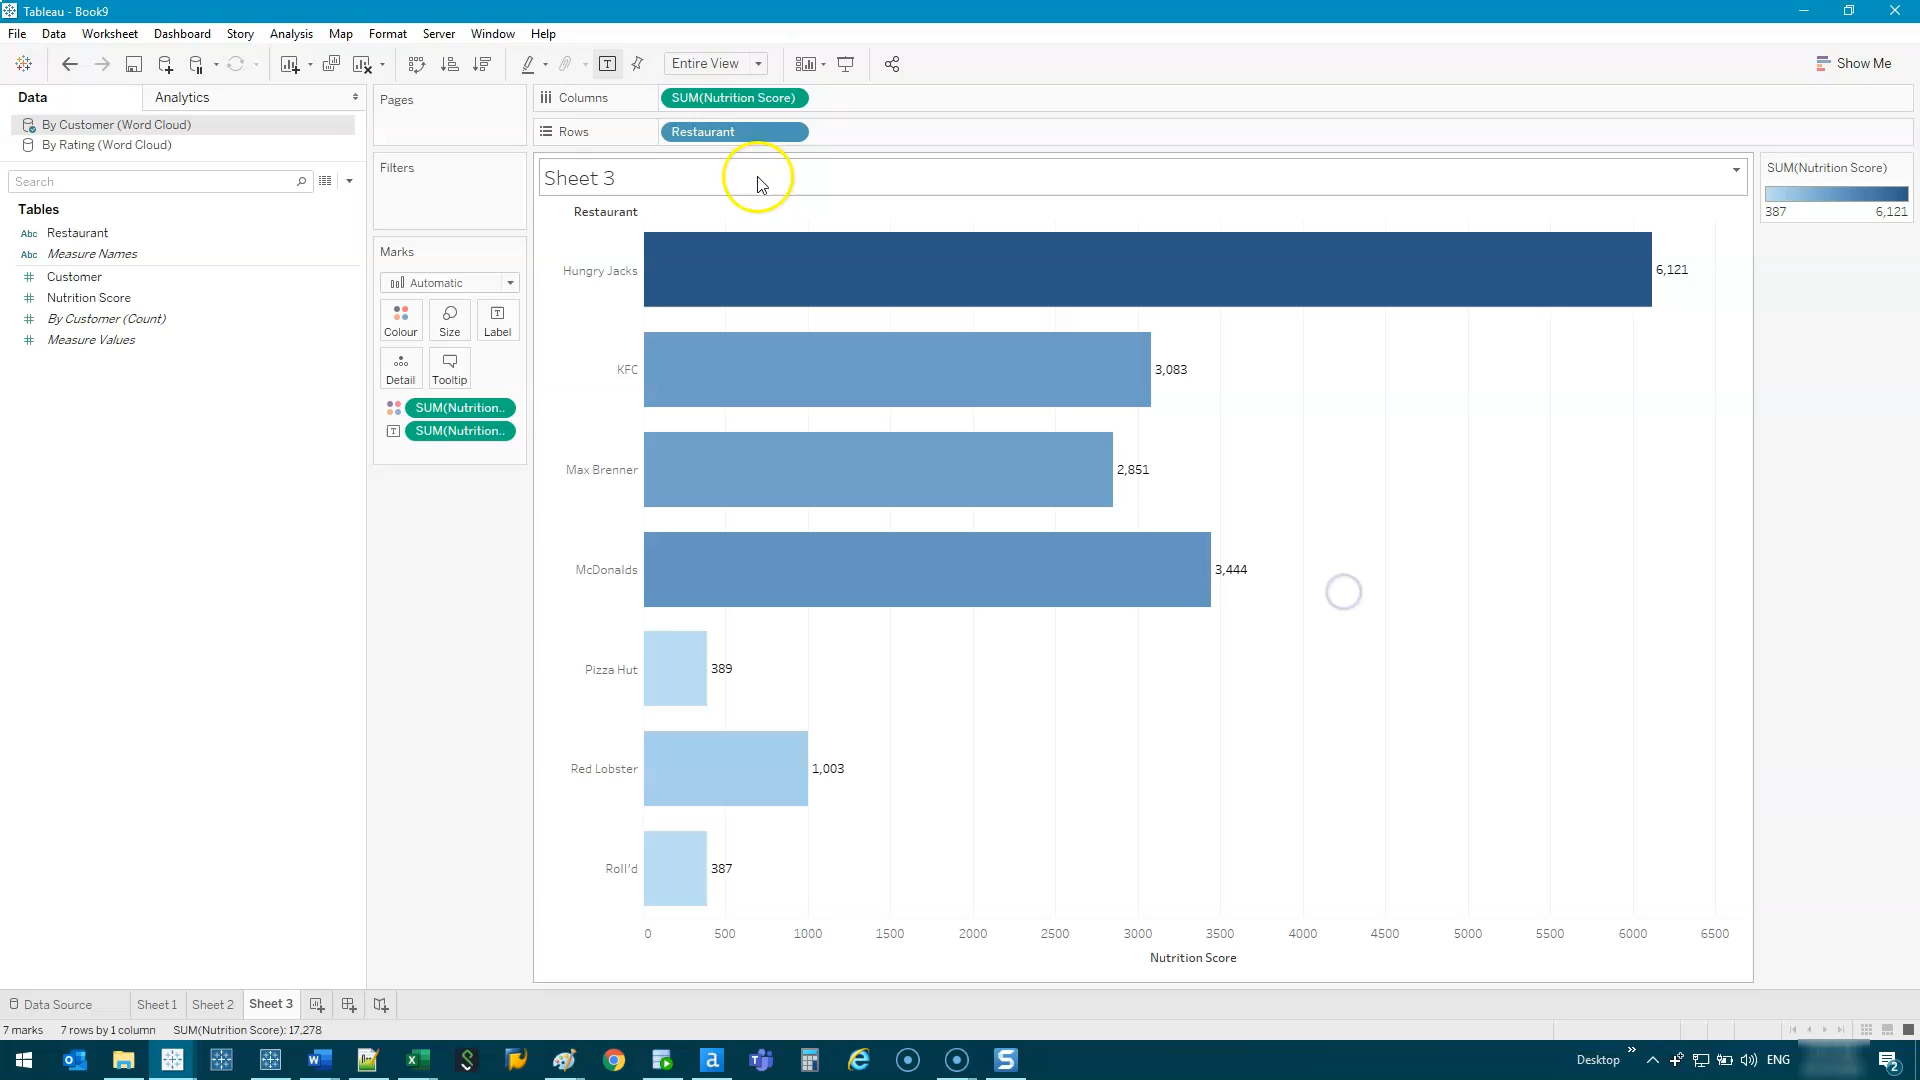 Tableau - Book9
File Data Worksheet Dashboard Story Analysis Map Format Server Window Help
Entire View
Show Me
Data
Analytics
Pages
Columns
SUM(Nutrition Score)
By Customer (Word Cloud)
By Rating (Word Cloud)
Rows
Restaurant
Filters
Search
Sheet 3
SUM(Nutrition Score)
387
6,121
Tables
Abc Restaurant
Abc Measure Names
Customer
Nutrition Score
By Customer (Count)
Measure Values
Marks
Automatic
Colour
Size
Label
Detail
Tooltip
SUM(Nutrition..
SUM(Nutrition..
Restaurant
Hungry Jacks 6,121
KFC 3,083
Max Brenner 2,851
McDonalds 3,444
Pizza Hut 389
Red Lobster 1,003
Roll'd 387
0 500 1000 1500 2000 2500 3000 3500 4000 4500 5000 5500 6000 6500
Nutrition Score
Data Source
Sheet 1
Sheet 2
Sheet 3
7 marks
7 rows by 1 column
SUM(Nutrition Score): 17,278
Desktop
ENG
2